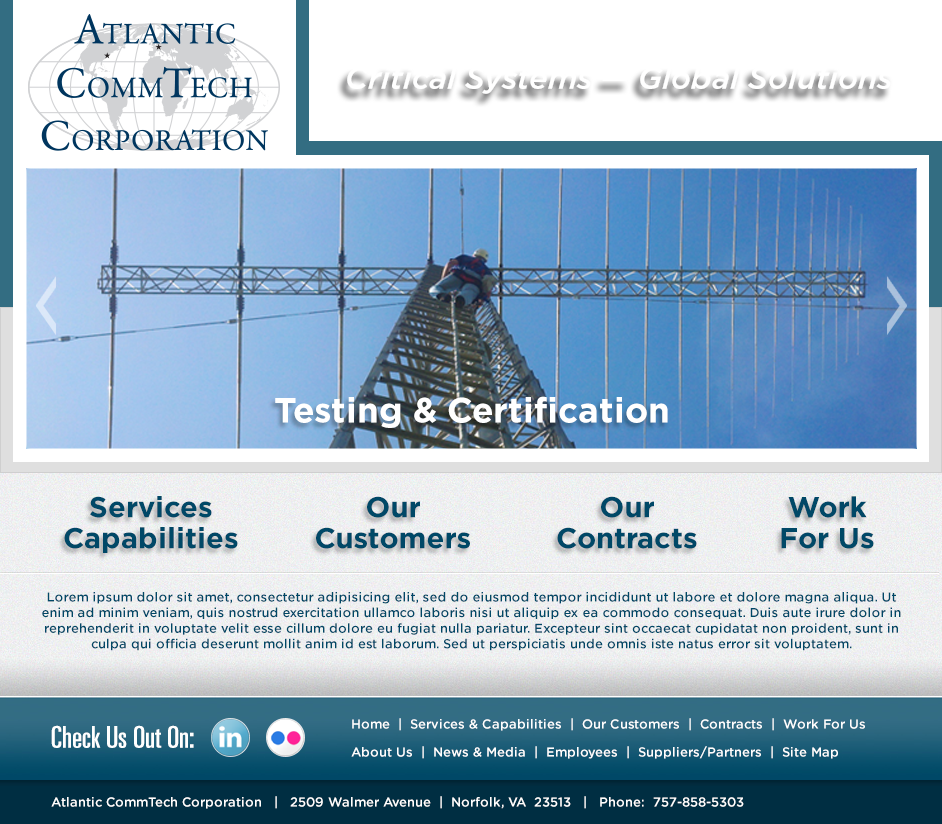 ATLANTIC
COMMTECH
CORPORATION
Critical Systems — Global Solutions
Testing & Certification
Services
Capabilities
Our
Customers
Our
Contracts
Work
For Us
Lorem ipsum dolor sit amet, consectetur adipisicing elit, sed do eiusmod tempor incididunt ut labore et dolore magna aliqua. Ut
enim ad minim veniam, quis nostrud exercitation ullamco laboris nisi ut aliquip ex ea commodo consequat. Duis aute irure dolor in
reprehenderit in voluptate velit esse cillum dolore eu fugiat nulla pariatur. Excepteur sint occaecat cupidatat non proident, sunt in
culpa qui officia deserunt mollit anim id est laborum. Sed ut perspiciatis unde omnis iste natus error sit voluptatem.
Check Us Out On: in
Home | Services & Capabilities | Our Customers | Contracts | Work For Us
About Us | News & Media | Employees | Suppliers/Partners | Site Map
Atlantic CommTech Corporation | 2509 Walmer Avenue | Norfolk, VA 23513 | Phone: 757-858-5303